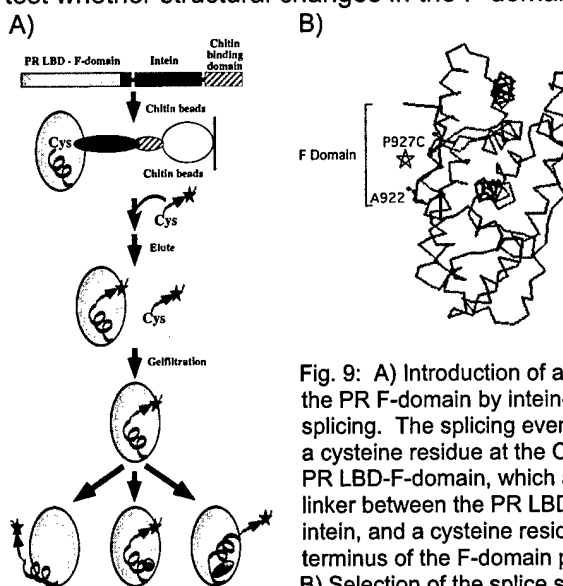 test whether structural changes in the F domain
A)
B)
PR LBD - F-domain
Intein
Chitin
binding
domain
Chitin beads
Cys
Chitin beads
Cys
Elute
Cys
Gelfiltration
F Domain
P927C
A922
Fig. 9: A) Introduction of a
the PR F-domain by intein-
splicing. The splicing even
a cysteine residue at the C
PR LBD-F-domain, which a
linker between the PR LBD
intein, and a cysteine resid
terminus of the F-domain p
B) Selection of the splice s